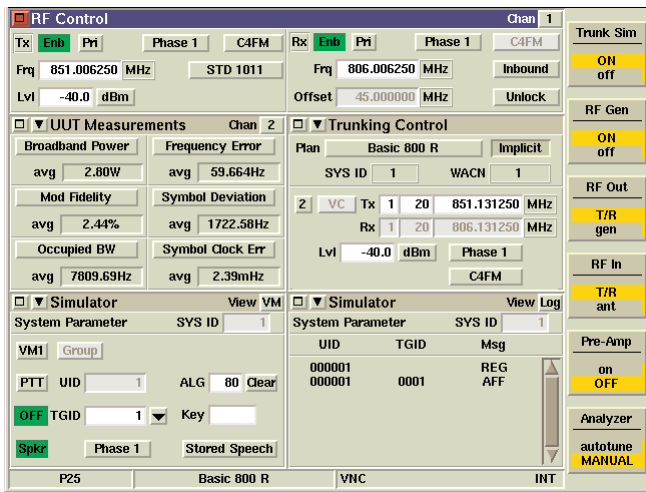 RF Control Chan 1
Tx Enb Pri Phase 1 C4FM
Frq 851.006250 MHz STD 1011
Lvl -40.0 dBm
Rx Enb Pri Phase 1 C4FM
Frq 806.006250 MHz Inbound
Offset 45.000000 MHz Unlock
UUT Measurements Chan 2
Broadband Power Frequency Error
avg 2.80W avg 59.664Hz
Mod Fidelity Symbol Deviation
avg 2.44% avg 1722.58Hz
Occupied BW Symbol Clock Err
avg 7809.69Hz avg 2.39mHz
Trunking Control
Plan Basic 800 R Implicit
SYS ID 1 WACN 1
2 VC Tx 1 20 851.131250 MHz
Rx 1 20 806.131250 MHz
Lvl -40.0 dBm Phase 1
C4FM
Simulator View VM
System Parameter SYS ID 1
VM1 Group
PTT UID 1 ALG 80 Clear
OFF TGID 1 Key
Spkr Phase 1 Stored Speech
Simulator View Log
System Parameter SYS ID 1
UID TGID Msg
000001 REG
000001 0001 AFF
P25 Basic 800 R VNC INT
Trunk Sim
ON
off
RF Gen
ON
off
RF Out
T/R
gen
RF In
T/R
ant
Pre-Amp
on
OFF
Analyzer
autotune
MANUAL